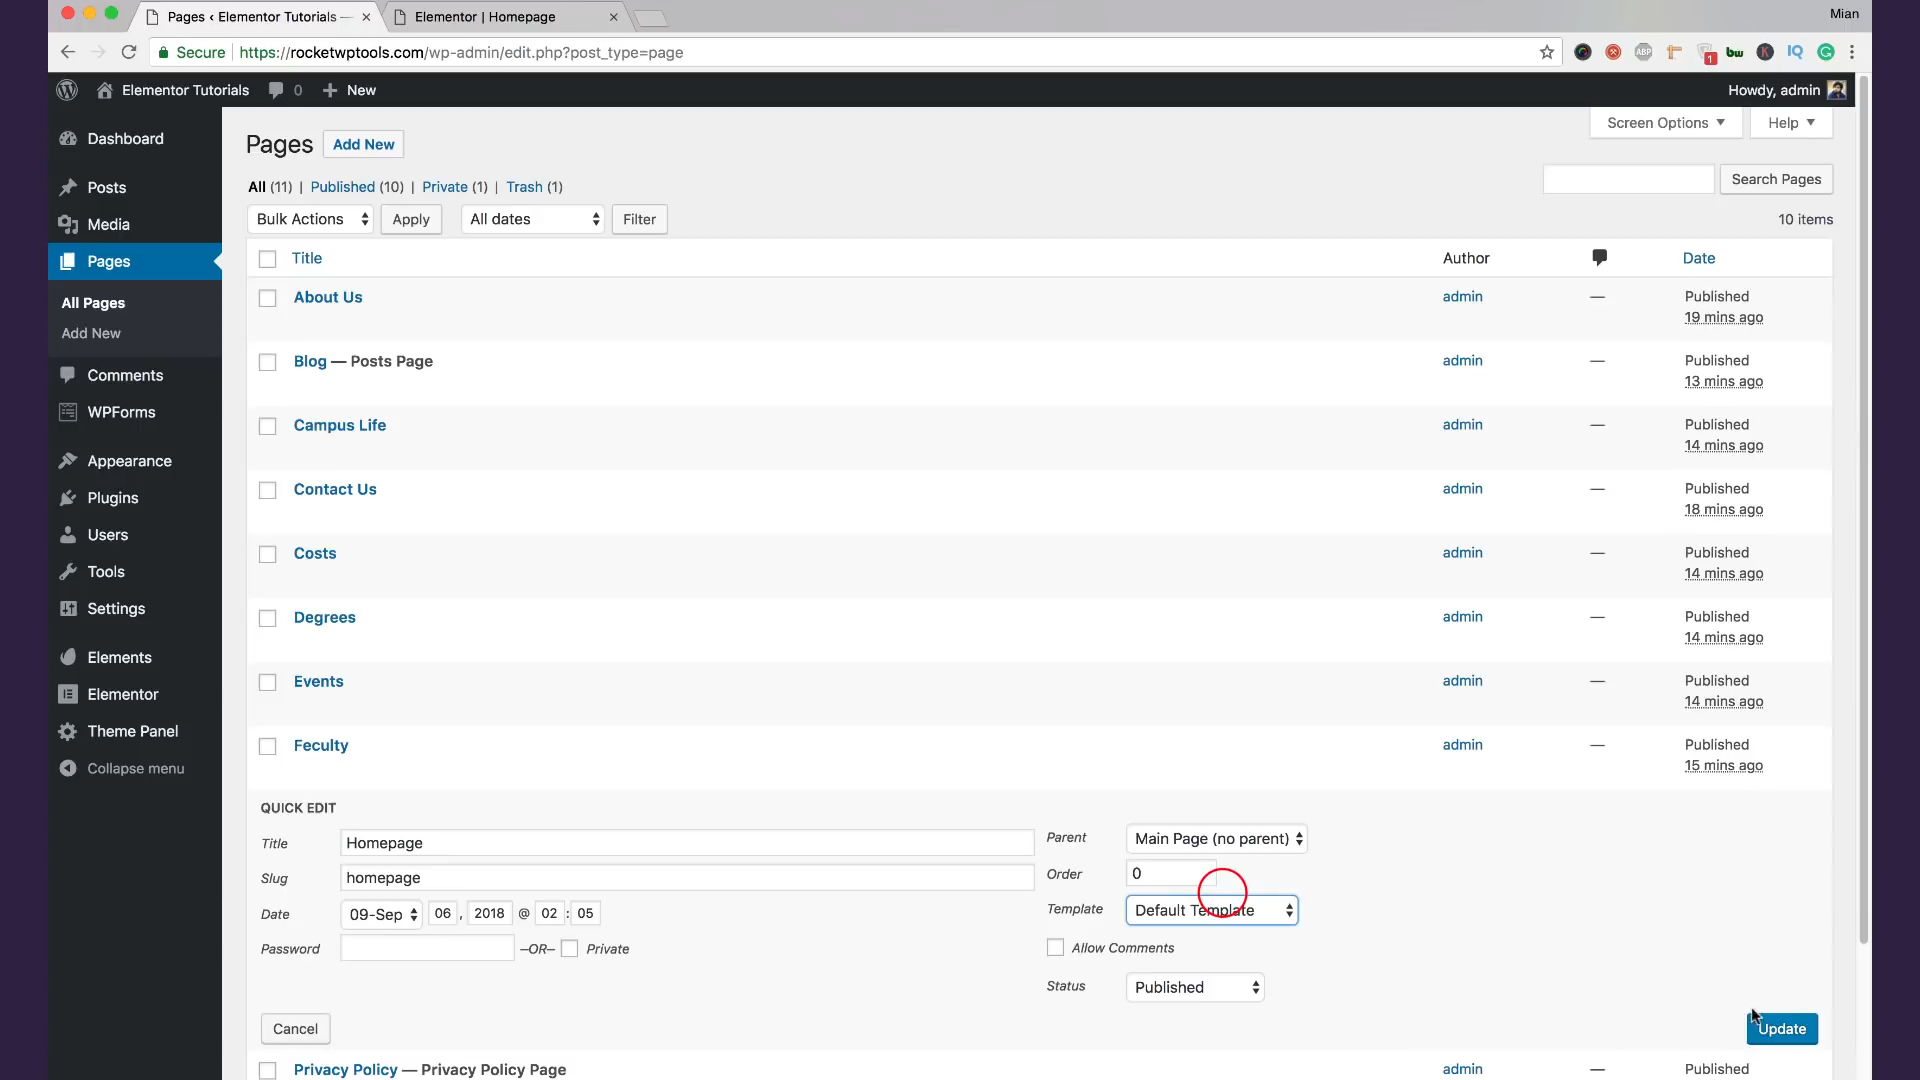 Pages ‹ Elementor Tutorials —
Elementor | Homepage
Mian
Secure
https://rocketwptools.com/wp-admin/edit.php?post_type=page
ABP
1
bw
K
IQ
Elementor Tutorials
0
New
Howdy, admin
Dashboard
Posts
Media
Pages
All Pages
Add New
Comments
WPForms
Appearance
Plugins
Users
Tools
Settings
Elements
Elementor
Theme Panel
Collapse menu
Screen Options
Help
Pages
Add New
All (11) | Published (10) | Private (1) | Trash (1)
Search Pages
Bulk Actions
Apply
All dates
Filter
10 items
Title
Author
Date
About Us
admin
—
Published
19 mins ago
Blog — Posts Page
admin
—
Published
13 mins ago
Campus Life
admin
—
Published
14 mins ago
Contact Us
admin
—
Published
18 mins ago
Costs
admin
—
Published
14 mins ago
Degrees
admin
—
Published
14 mins ago
Events
admin
—
Published
14 mins ago
Feculty
admin
—
Published
15 mins ago
QUICK EDIT
Title
Homepage
Slug
homepage
Date
09-Sep 06 , 2018 @ 02 : 05
Password
–OR–
Private
Parent
Main Page (no parent)
Order
0
Template
Default Template
Allow Comments
Status
Published
Cancel
Update
Privacy Policy — Privacy Policy Page
admin
—
Published